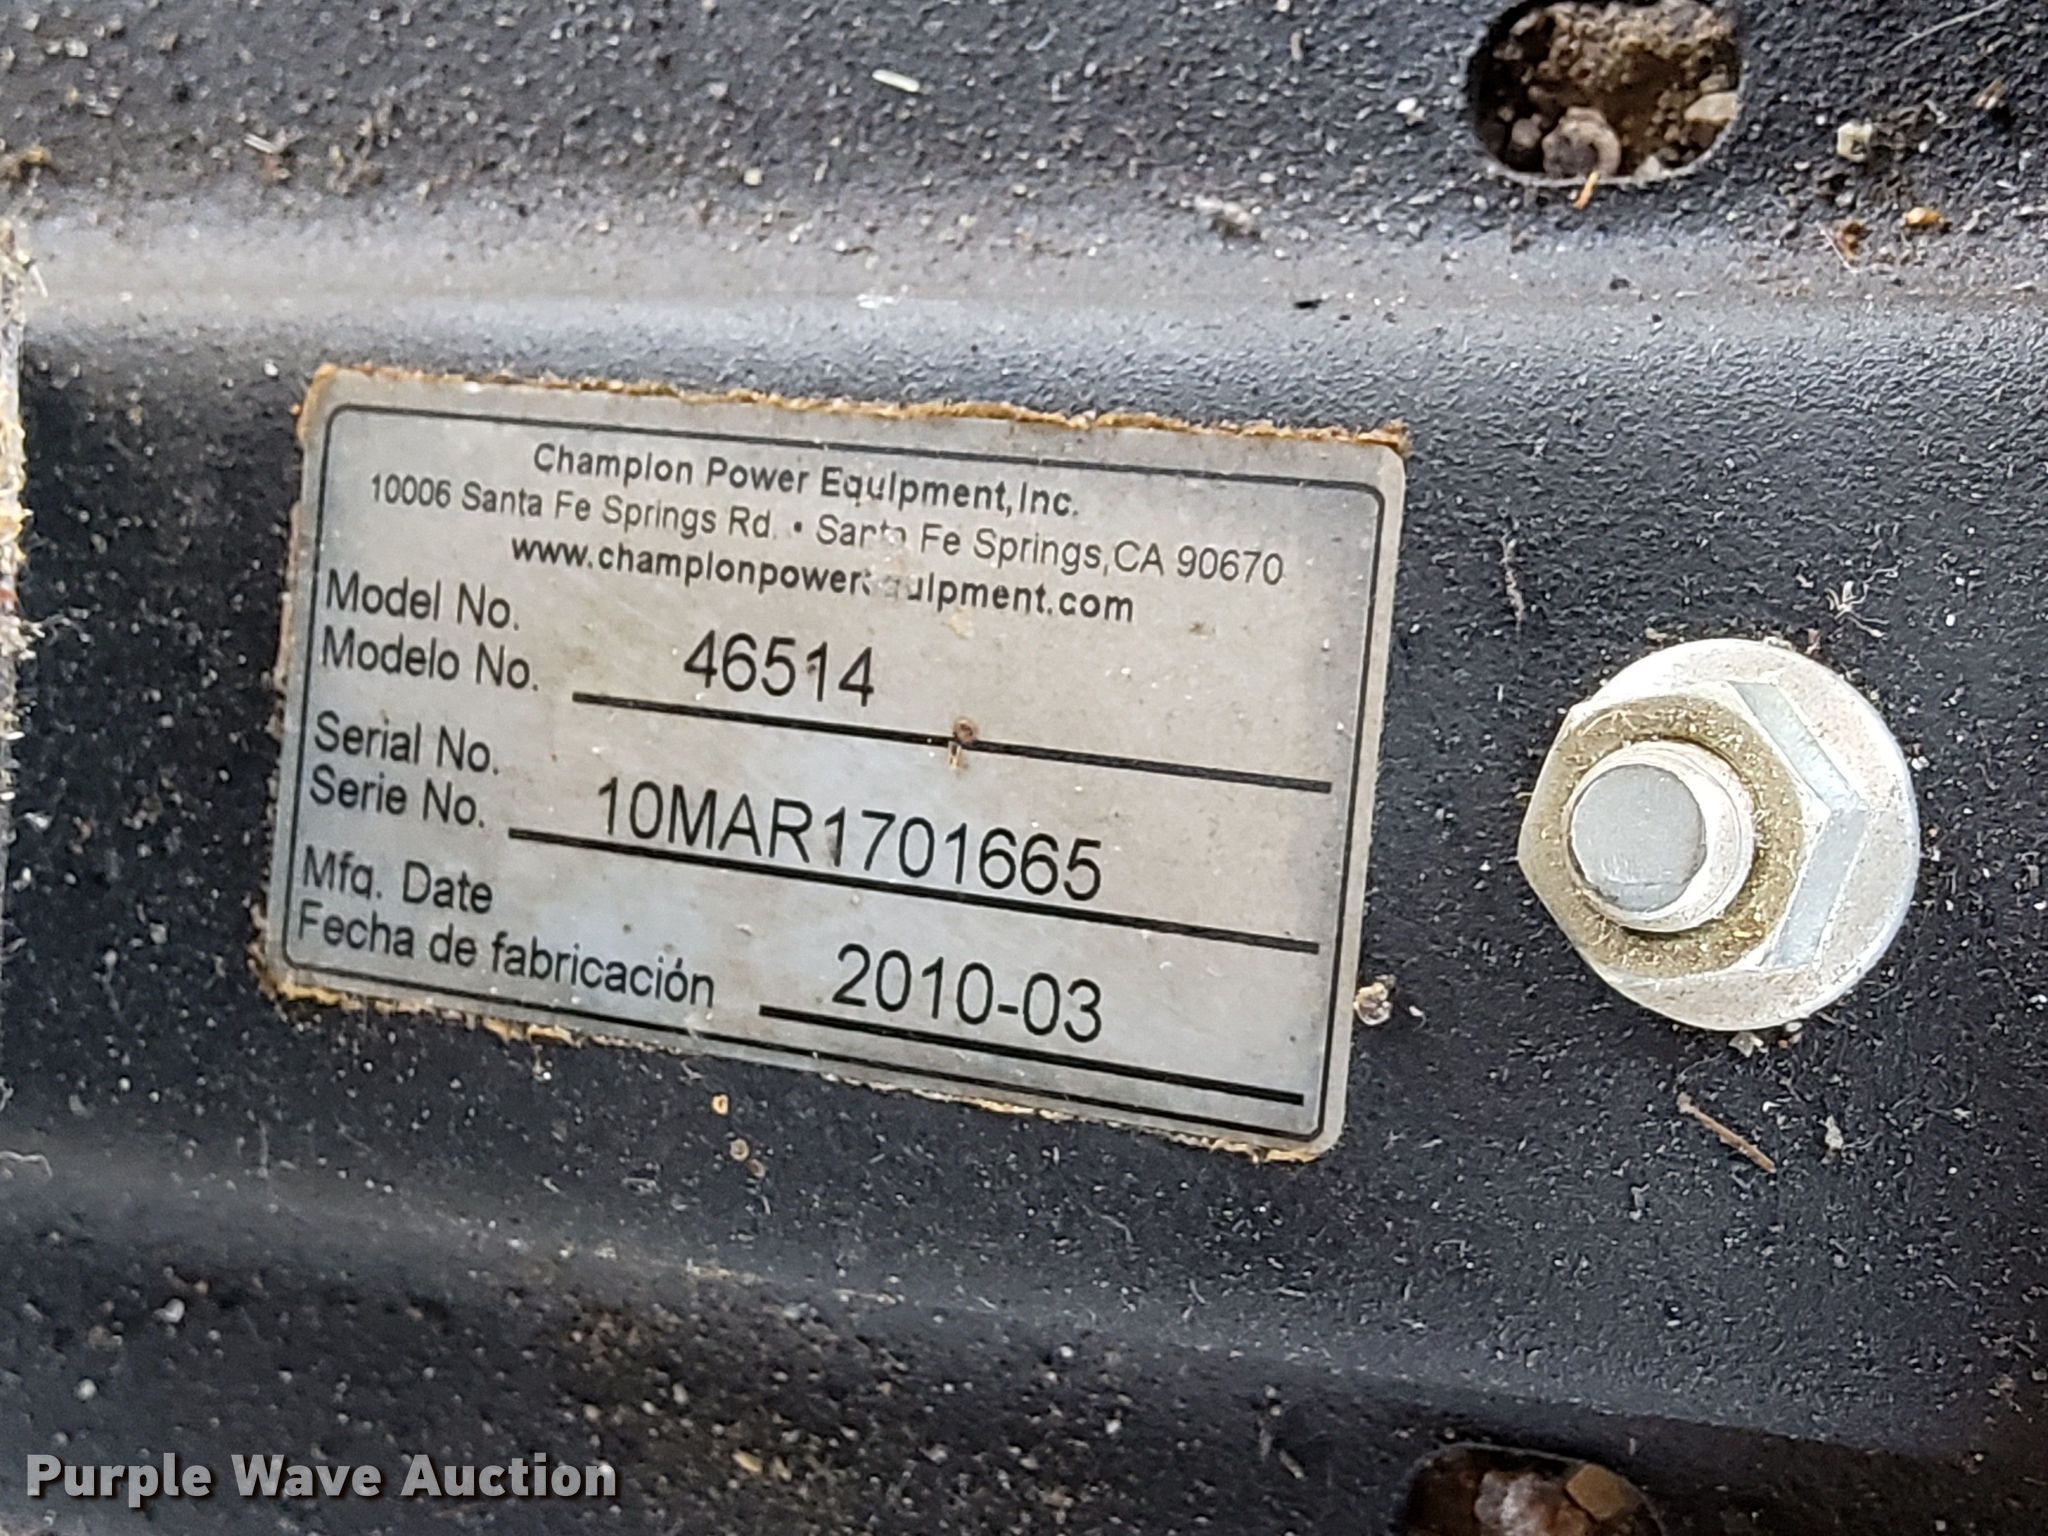 Champion Power Equipment, Inc.
10006 Santa Fe Springs Rd. • Santa Fe Springs, CA 90670
www.championpowerequipment.com
Model No.
Modelo No. 46514
Serial No.
Serie No. 10MAR1701665
Mfg. Date
Fecha de fabricación 2010-03
Purple Wave Auction